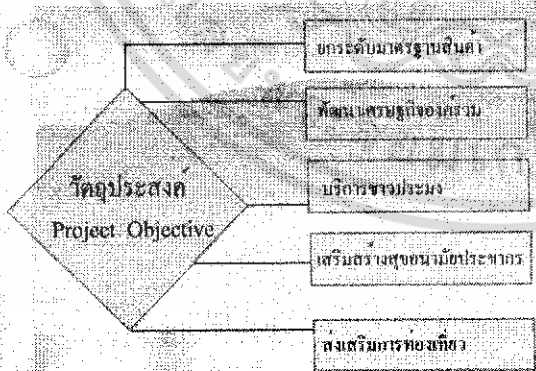 ยกระดับมาตรฐานสินค้า
พัฒนาเศรษฐกิจองค์รวม
วัตถุประสงค์
Project Objective
บริการชาวประมง
เสริมสร้างสุขอนามัยประชากร
ส่งเสริมการท่องเที่ยว